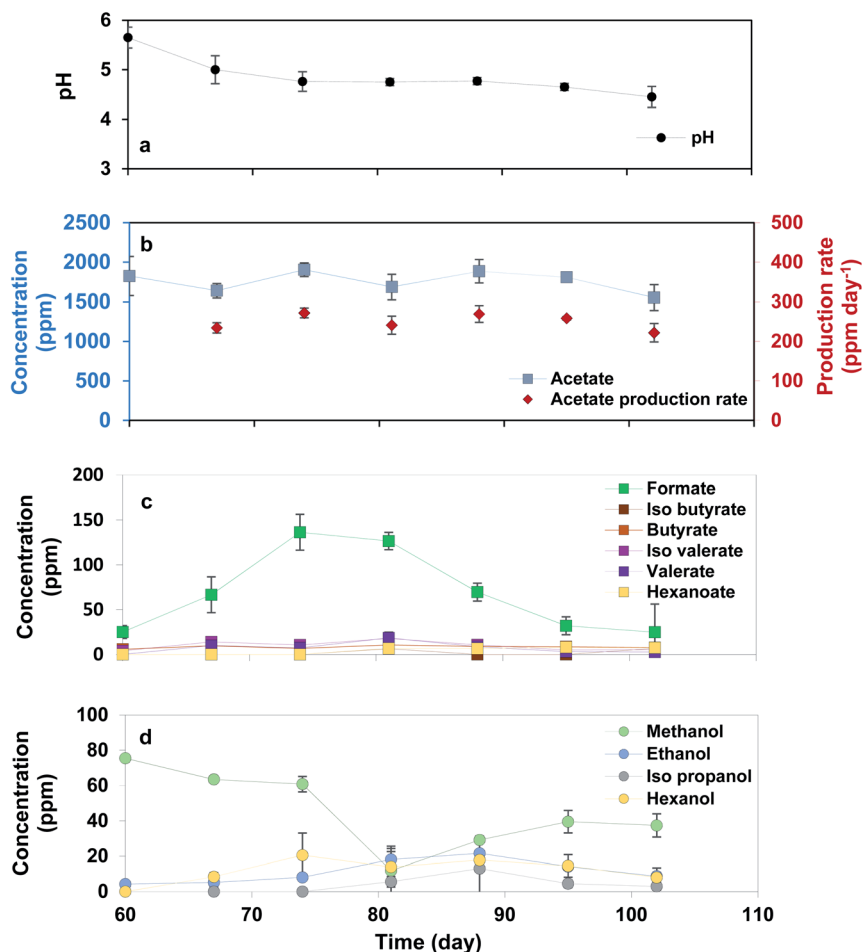 6
5
4
3
pH
a
pH
2500
2000
1500
1000
500
0
Concentration
(ppm)
b
Acetate
Acetate production rate
500
400
300
200
100
0
Production rate
(ppm day-1)
200
150
100
50
0
Concentration
(ppm)
c
Formate
Iso butyrate
Butyrate
Iso valerate
Valerate
Hexanoate
100
80
60
40
20
0
Concentration
(ppm)
d
Methanol
Ethanol
Iso propanol
Hexanol
60 70 80 90 100 110
Time (day)